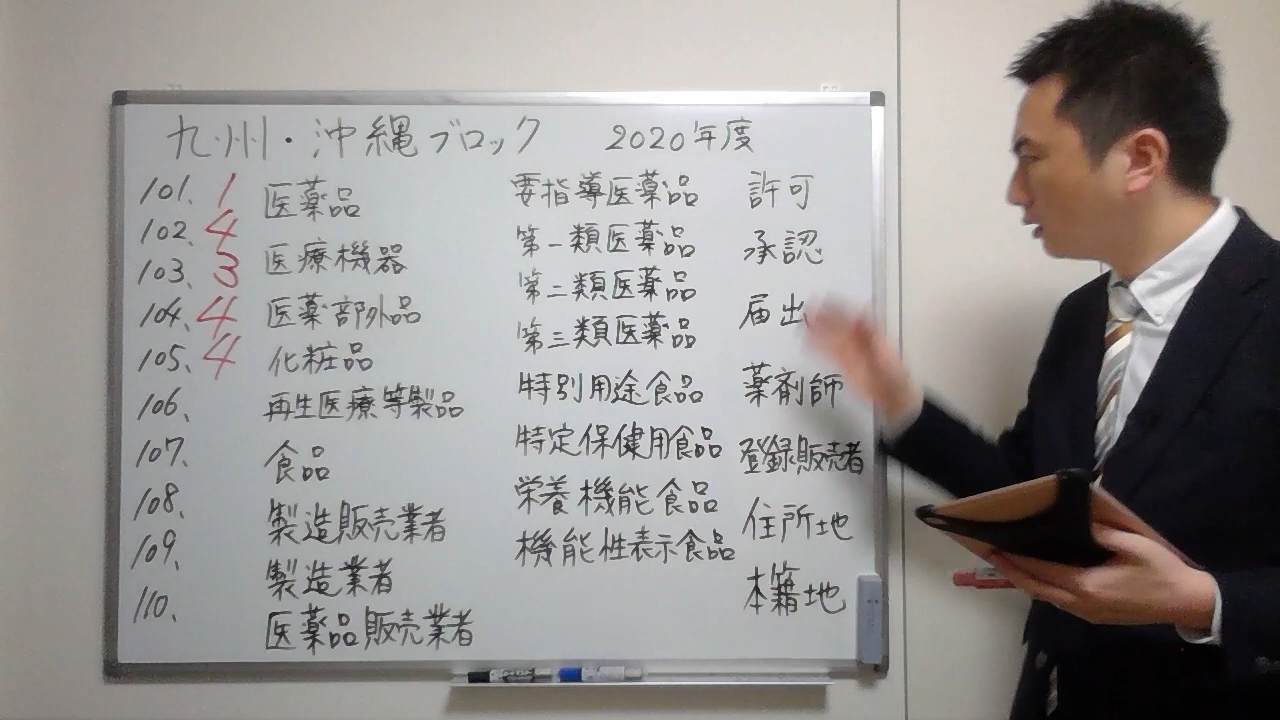 九州・沖縄ブロック 2020年度
101. 1
102. 4
103. 3
104. 4
105. 4
106.
107.
108.
109.
110.
医薬品
医療機器
医薬部外品
化粧品
再生医療等製品
食品
製造販売業者
製造業者
医薬品販売業者
要指導医薬品
第一類医薬品
第二類医薬品
第三類医薬品
特別用途食品
特定保健用食品
栄養機能食品
機能性表示食品
許可
承認
届出
薬剤師
登録販売者
住所地
本籍地